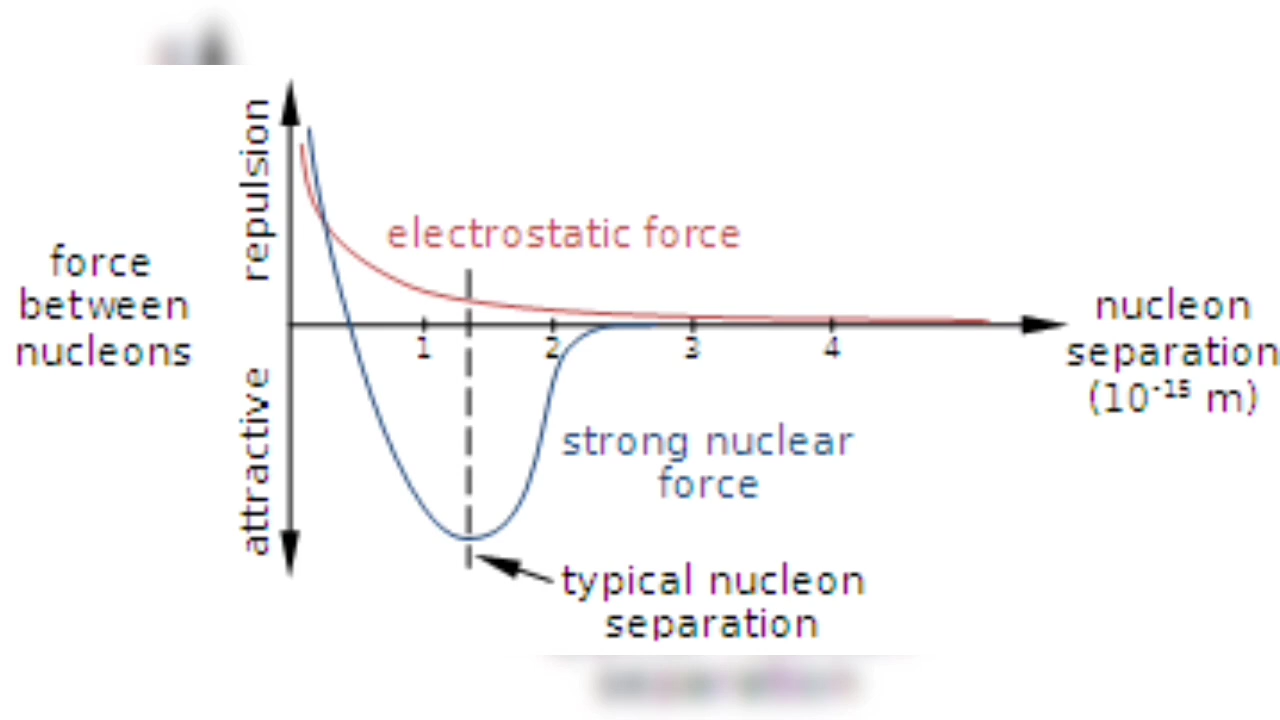 repulsion
electrostatic force
force
between
nucleons
nucleon
separation
(10⁻¹⁵ m)
1
2
3
4
attractive
strong nuclear
force
typical nucleon
separation
separation